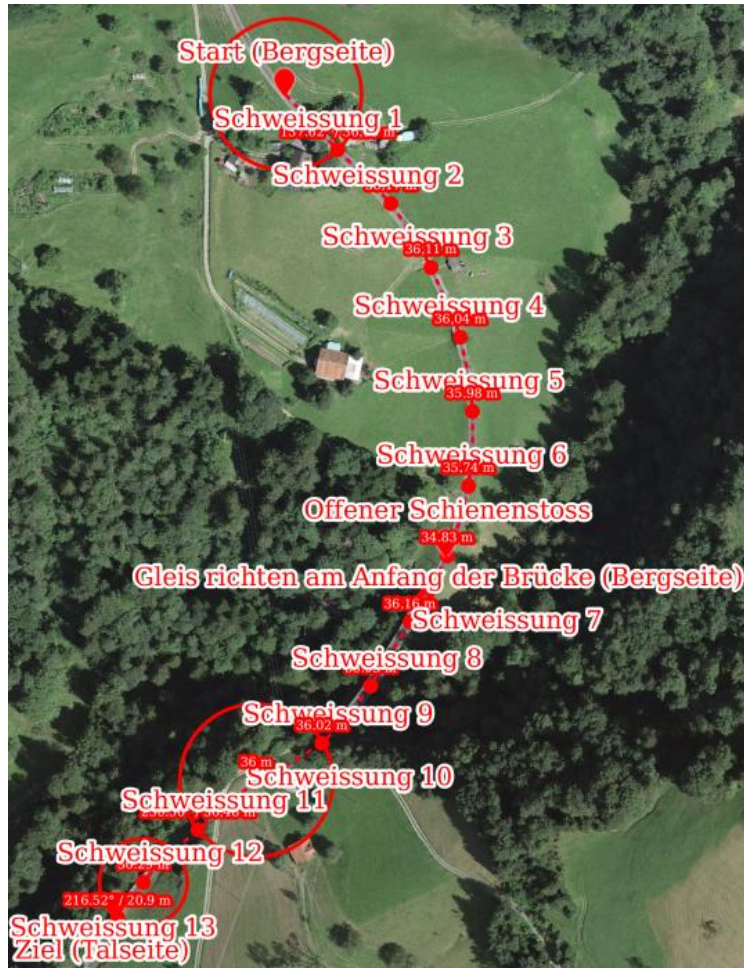 Start (Bergseite)
Schweissung 1
Schweissung 2
Schweissung 3
36,11 m
Schweissung 4
36,04 m
Schweissung 5
35,98 m
Schweissung 6
35,74 m
Offener Schienenstoss
34,83 m
Gleis richten am Anfang der Brücke (Bergseite)
36,16 m
Schweissung 7
Schweissung 8
Schweissung 9
36,02 m
36 m
Schweissung 10
Schweissung 11
Schweissung 12
216.52° / 20,9 m
Schweissung 13
Ziel (Talseite)